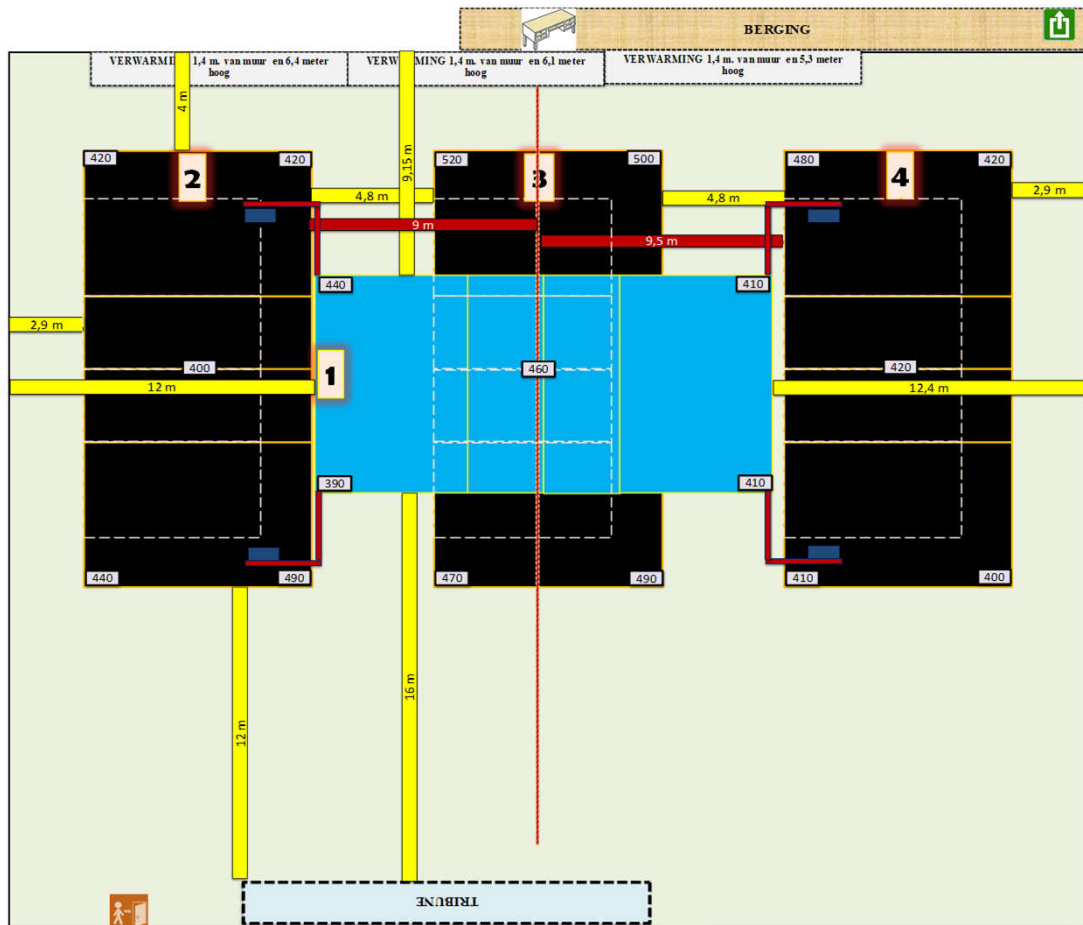 BERGING
VERWARMI 1,4 m. van muur en 6,4 meter
hoog
VERW MING 1,4 m. van muur en 6,1 meter
hoog
VERWARMING 1,4 m. van muur en 5,3 meter
hoog
4 m
9,15 m
420
420
520
500
480
420
2
3
4
4,8 m
4,8 m
2,9 m
9 m
9,5 m
440
410
2,9 m
400
460
420
1
12 m
12,4 m
390
410
440
490
470
490
410
400
12 m
16 m
TRIBUNE